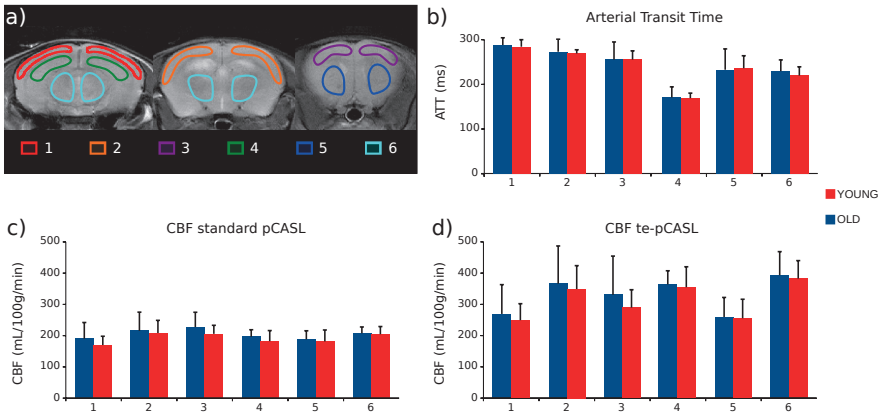 a)
1 2 3 4 5 6
b)
Arterial Transit Time
ATT (ms)
300
200
100
0
1 2 3 4 5 6
YOUNG
OLD
c)
CBF standard pCASL
CBF (mL/100g/min)
500
400
300
200
100
0
1 2 3 4 5 6
d)
CBF te-pCASL
CBF (mL/100g/min)
500
400
300
200
100
0
1 2 3 4 5 6